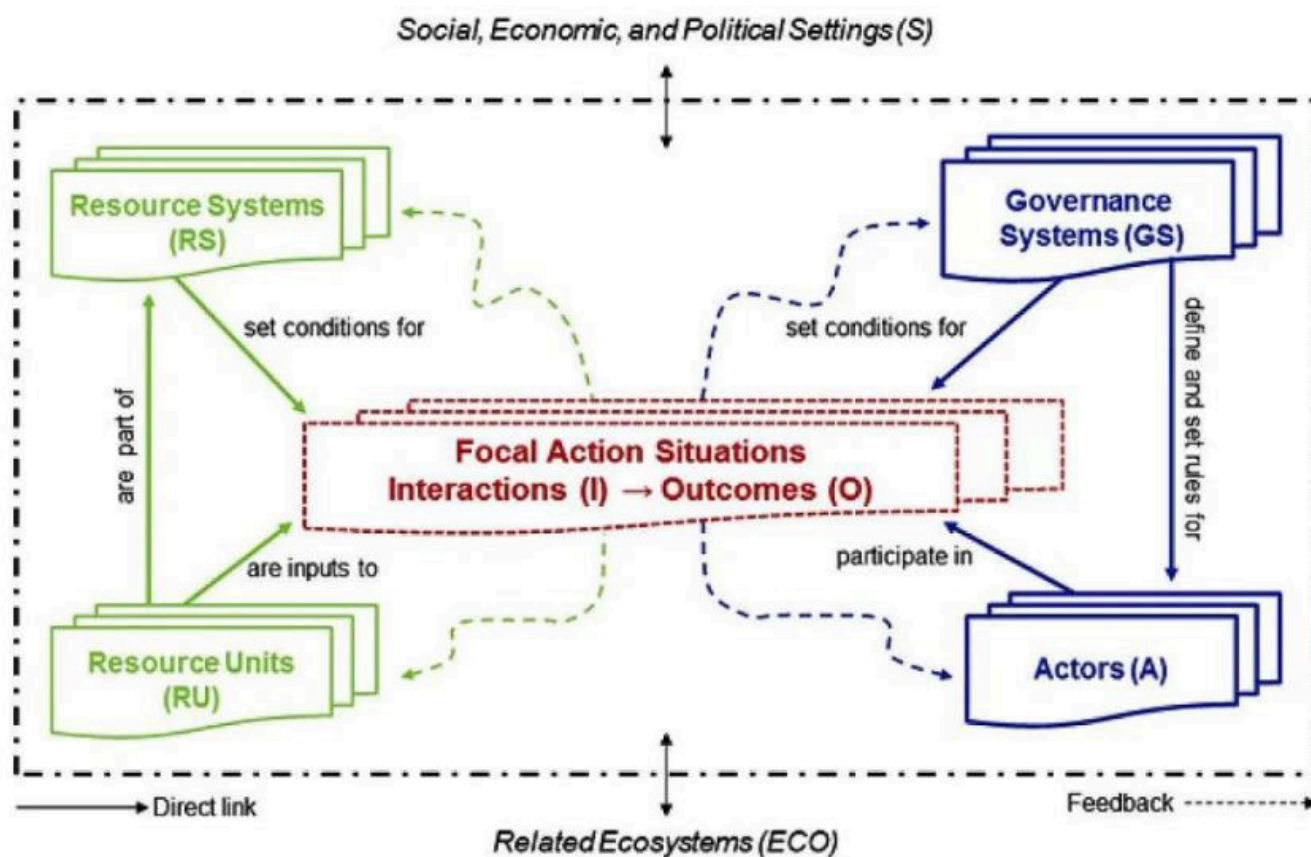 Social, Economic, and Political Settings (S)
Resource Systems
(RS)
Governance
Systems (GS)
set conditions for
set conditions for
are part of
define and set rules for
Focal Action Situations
Interactions (I) → Outcomes (O)
are inputs to
participate in
Resource Units
(RU)
Actors (A)
Direct link
Feedback
Related Ecosystems (ECO)